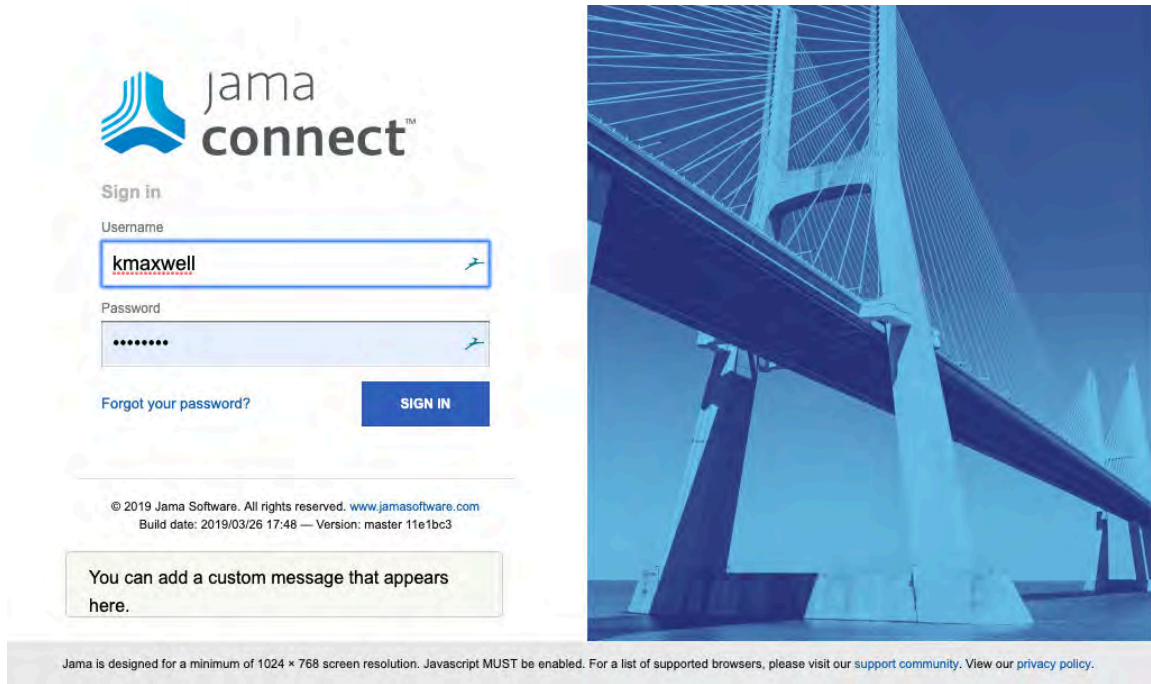 jama
connect™
Sign in
Username
kmaxwell
Password
••••••••
Forgot your password?
SIGN IN
© 2019 Jama Software. All rights reserved. www.jamasoftware.com
Build date: 2019/03/26 17:48 — Version: master 11e1bc3
You can add a custom message that appears
here.
Jama is designed for a minimum of 1024 × 768 screen resolution. Javascript MUST be enabled. For a list of supported browsers, please visit our support community. View our privacy policy.